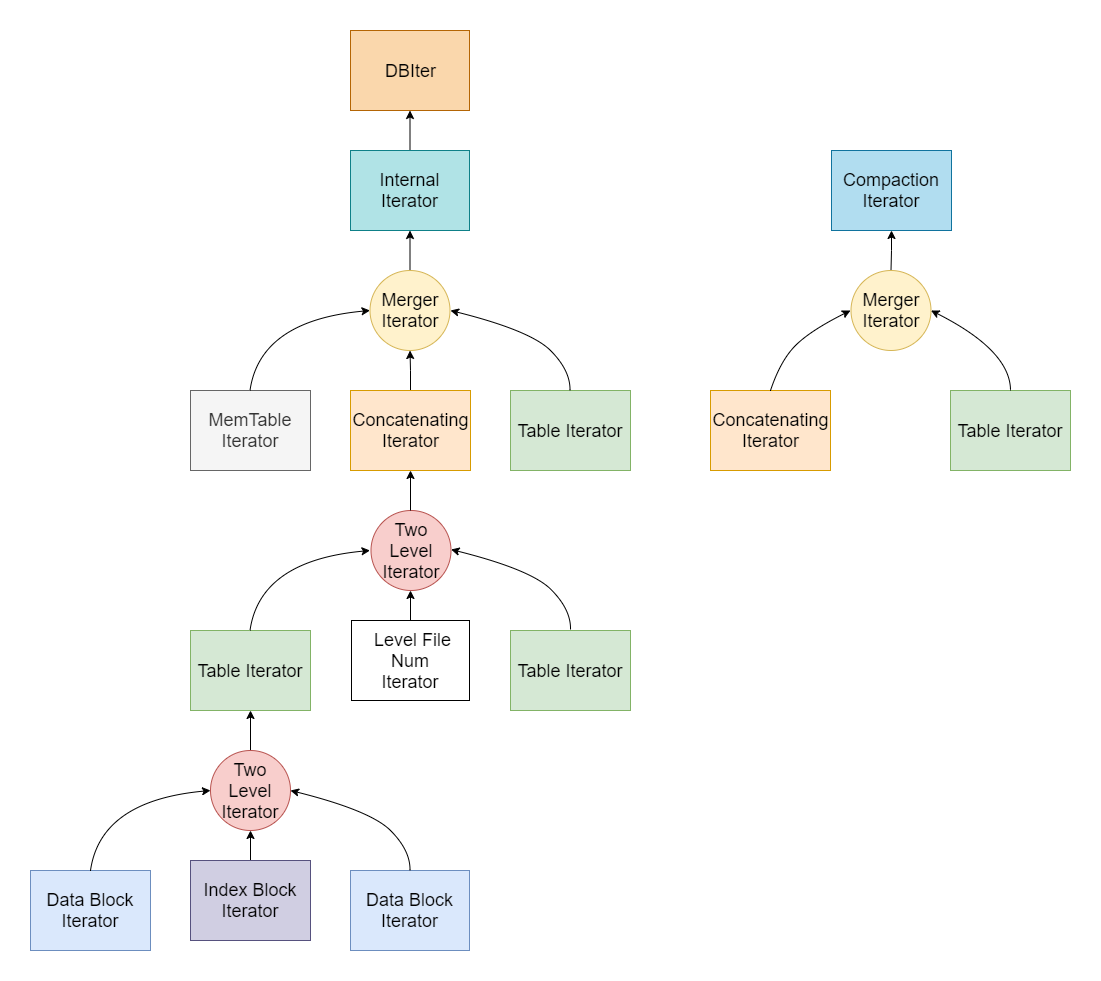 DBIter
Internal
Iterator
Compaction
Iterator
Merger
Iterator
Merger
Iterator
MemTable
Iterator
Concatenating
Iterator
Table Iterator
Concatenating
Iterator
Table Iterator
Two
Level
Iterator
Table Iterator
Level File
Num
Iterator
Table Iterator
Two
Level
Iterator
Data Block
Iterator
Index Block
Iterator
Data Block
Iterator